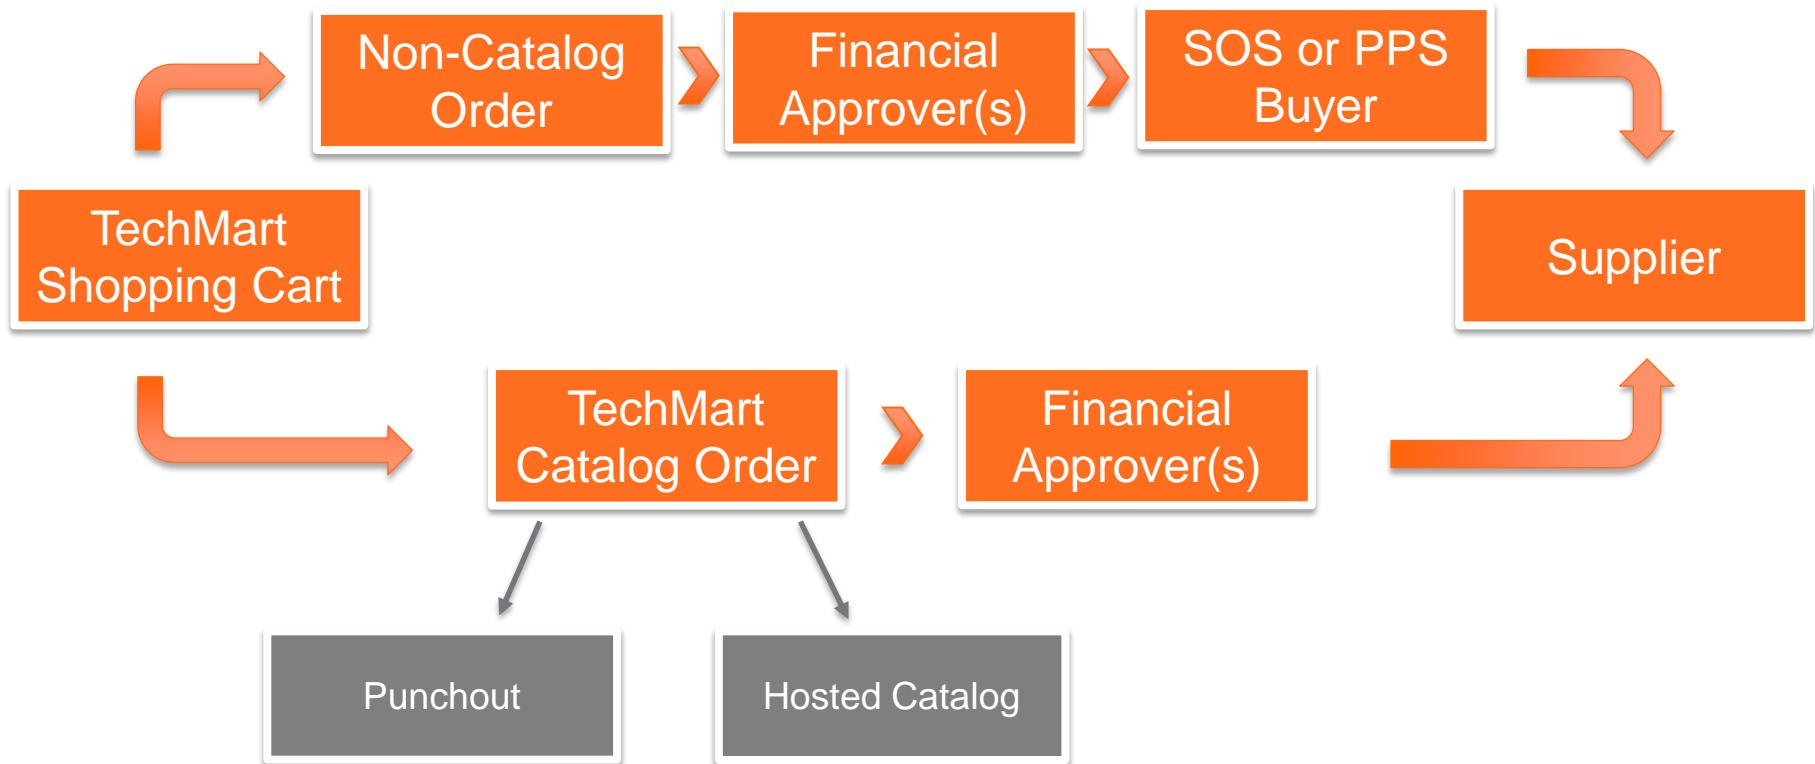 Non-Catalog
Order
Financial
Approver(s)
SOS or PPS
Buyer
TechMart
Shopping Cart
Supplier
TechMart
Catalog Order
Financial
Approver(s)
Punchout
Hosted Catalog